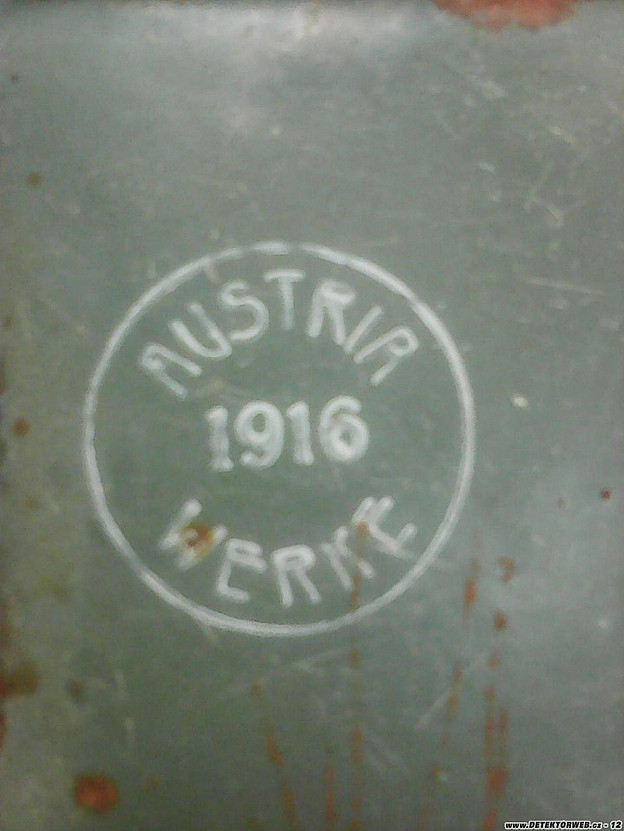 AUSTRIA
1916
WERKE
www.DETEKTORWEB.cz - 12